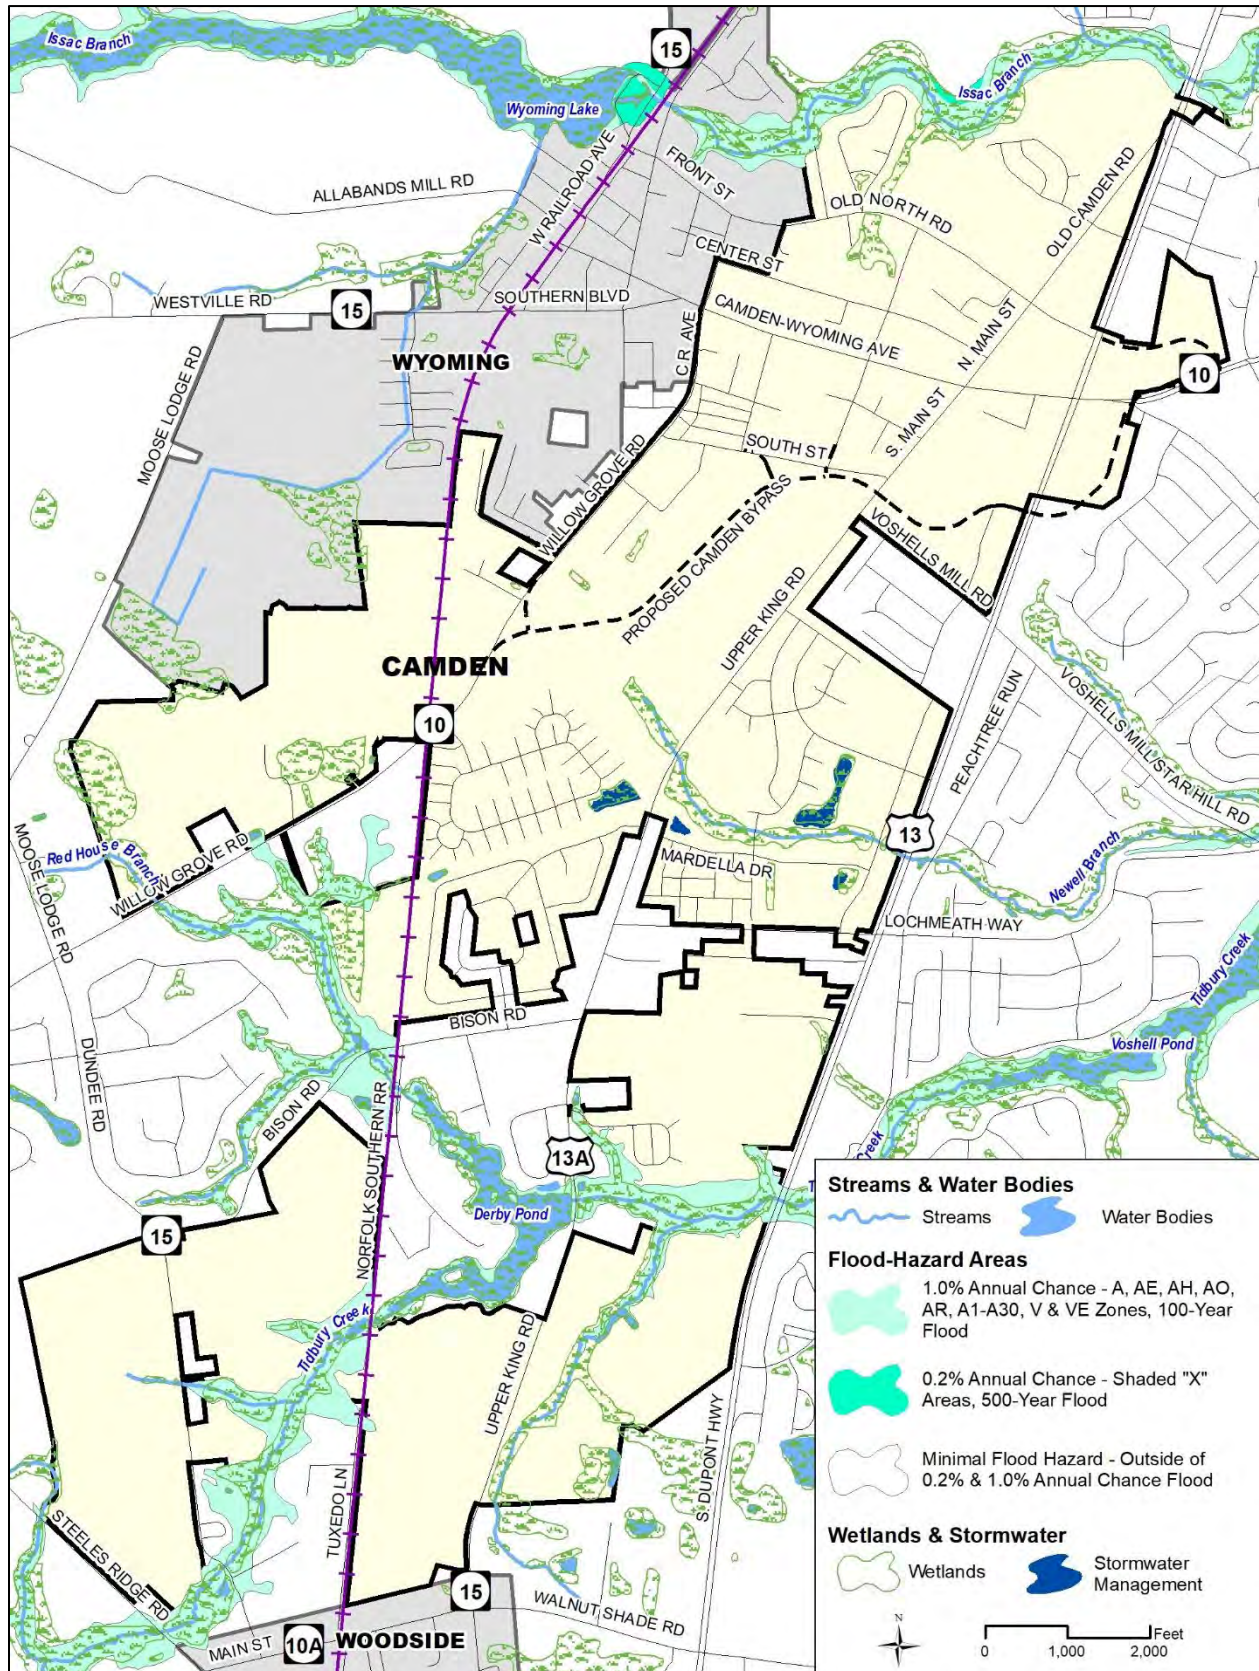 Issac Branch
15
Wyoming Lake
Issac Branch
W RAILROAD AVE
FRONT ST
ALLABANDS MILL RD
OLD NORTH RD
OLD CAMDEN RD
CENTER ST
WESTVILLE RD
15
SOUTHERN BLVD
CAMDEN-WYOMING AVE
N. MAIN ST
C.R. AVE
WYOMING
10
MOOSE LODGE RD
S. MAIN ST
SOUTH ST
WILLOW GROVE RD
VOSHELLS MILL RD
PROPOSED CAMDEN BYPASS
UPPER KING RD
CAMDEN
10
PEACHTREE RUN
VOSHELLS MILL/STAR HILL RD
13
MOOSE LODGE RD
Red House Branch
WILLOW GROVE RD
MARDELLA DR
Newell Branch
LOCHMEATH WAY
Tidbury Creek
BISON RD
Voshell Pond
DUNDEE RD
BISON RD
NORFOLK SOUTHERN RR
13A
Creek
T
Derby Pond
15
Tidbury Creek
UPPER KING RD
S. DUPONT HWY
TUXEDO LN
STEELES RIDGE RD
15
WALNUT SHADE RD
MAIN ST
10A
WOODSIDE
Streams & Water Bodies
Streams
Water Bodies
Flood-Hazard Areas
1.0% Annual Chance - A, AE, AH, AO,
AR, A1-A30, V & VE Zones, 100-Year
Flood
0.2% Annual Chance - Shaded "X"
Areas, 500-Year Flood
Minimal Flood Hazard - Outside of
0.2% & 1.0% Annual Chance Flood
Wetlands & Stormwater
Wetlands
Stormwater
Management
N
0 1,000 2,000 Feet